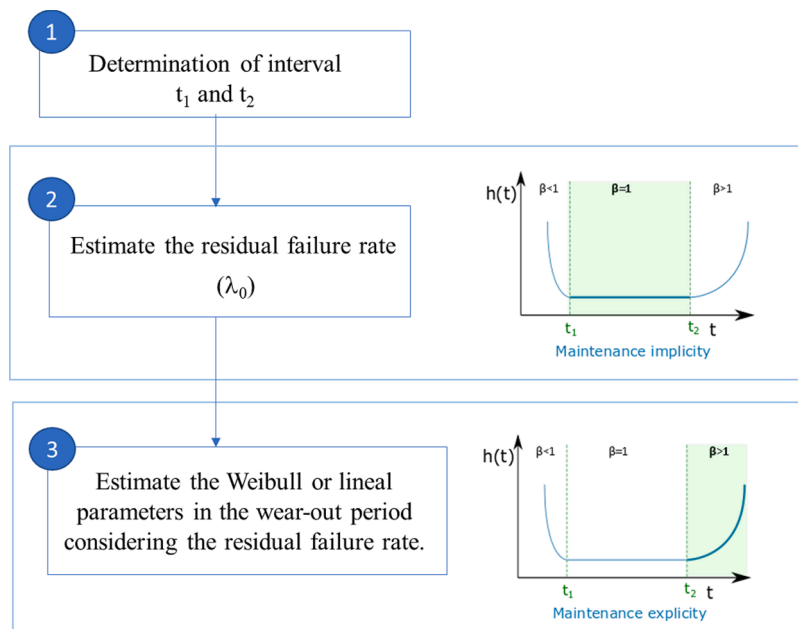 1
Determination of interval
t₁ and t₂
2
Estimate the residual failure rate
(λ₀)
h(t)
β<1 β=1 β>1
t₁ t₂ t
Maintenance implicity
3
Estimate the Weibull or lineal
parameters in the wear-out period
considering the residual failure rate.
h(t)
β<1 β=1 β>1
t₁ t₂ t
Maintenance explicity